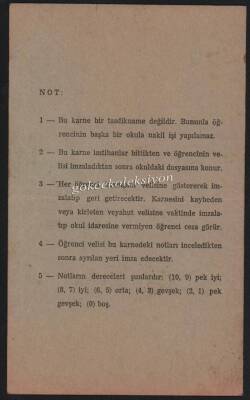 NOT:
1 — Bu karne bir tasdikname değildir. Bununla öğ-
rencinin başka bir okula nakil işi yapılamaz.
2 — Bu karne imtihanlar bittikten ve öğrencinin ve-
lisi imzaladıktan sonra okuldaki dosyasına konur.
3 — Her öğrenci karnesini velisine göstererek im-
zalatıp geri getirecektir. Karnesini kaybeden
veya kirleten veyahut velisine vaktinde imzala-
tıp okul idaresine vermiyen öğrenci ceza görür.
4 — Öğrenci velisi bu karnedeki notları inceledikten
sonra ayrılan yeri imza edecektir.
5 — Notların dereceleri şunlardır: (10, 9) pek iyi;
(8, 7) iyi; (6, 5) orta; (4, 3) gevşek; (2, 1) pek
gevşek; (0) boş.
gokcekoleksiyon